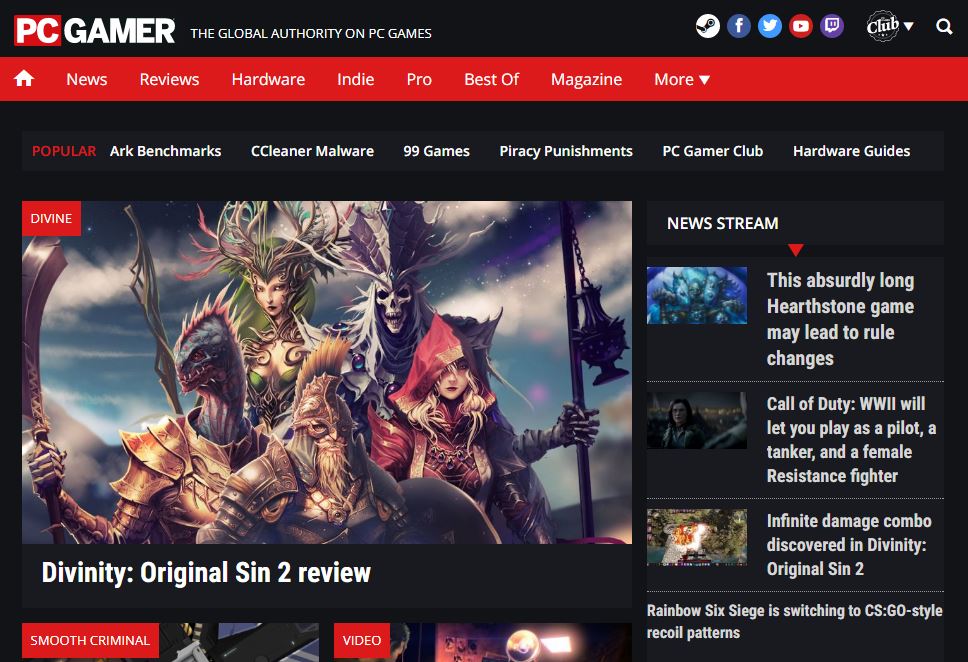 PC GAMER THE GLOBAL AUTHORITY ON PC GAMES
Club
News Reviews Hardware Indie Pro Best Of Magazine More
POPULAR Ark Benchmarks CCleaner Malware 99 Games Piracy Punishments PC Gamer Club Hardware Guides
DIVINE
Divinity: Original Sin 2 review
SMOOTH CRIMINAL
VIDEO
NEWS STREAM
This absurdly long
Hearthstone game
may lead to rule
changes
Call of Duty: WWII will
let you play as a pilot, a
tanker, and a female
Resistance fighter
Infinite damage combo
discovered in Divinity:
Original Sin 2
Rainbow Six Siege is switching to CS:GO-style
recoil patterns